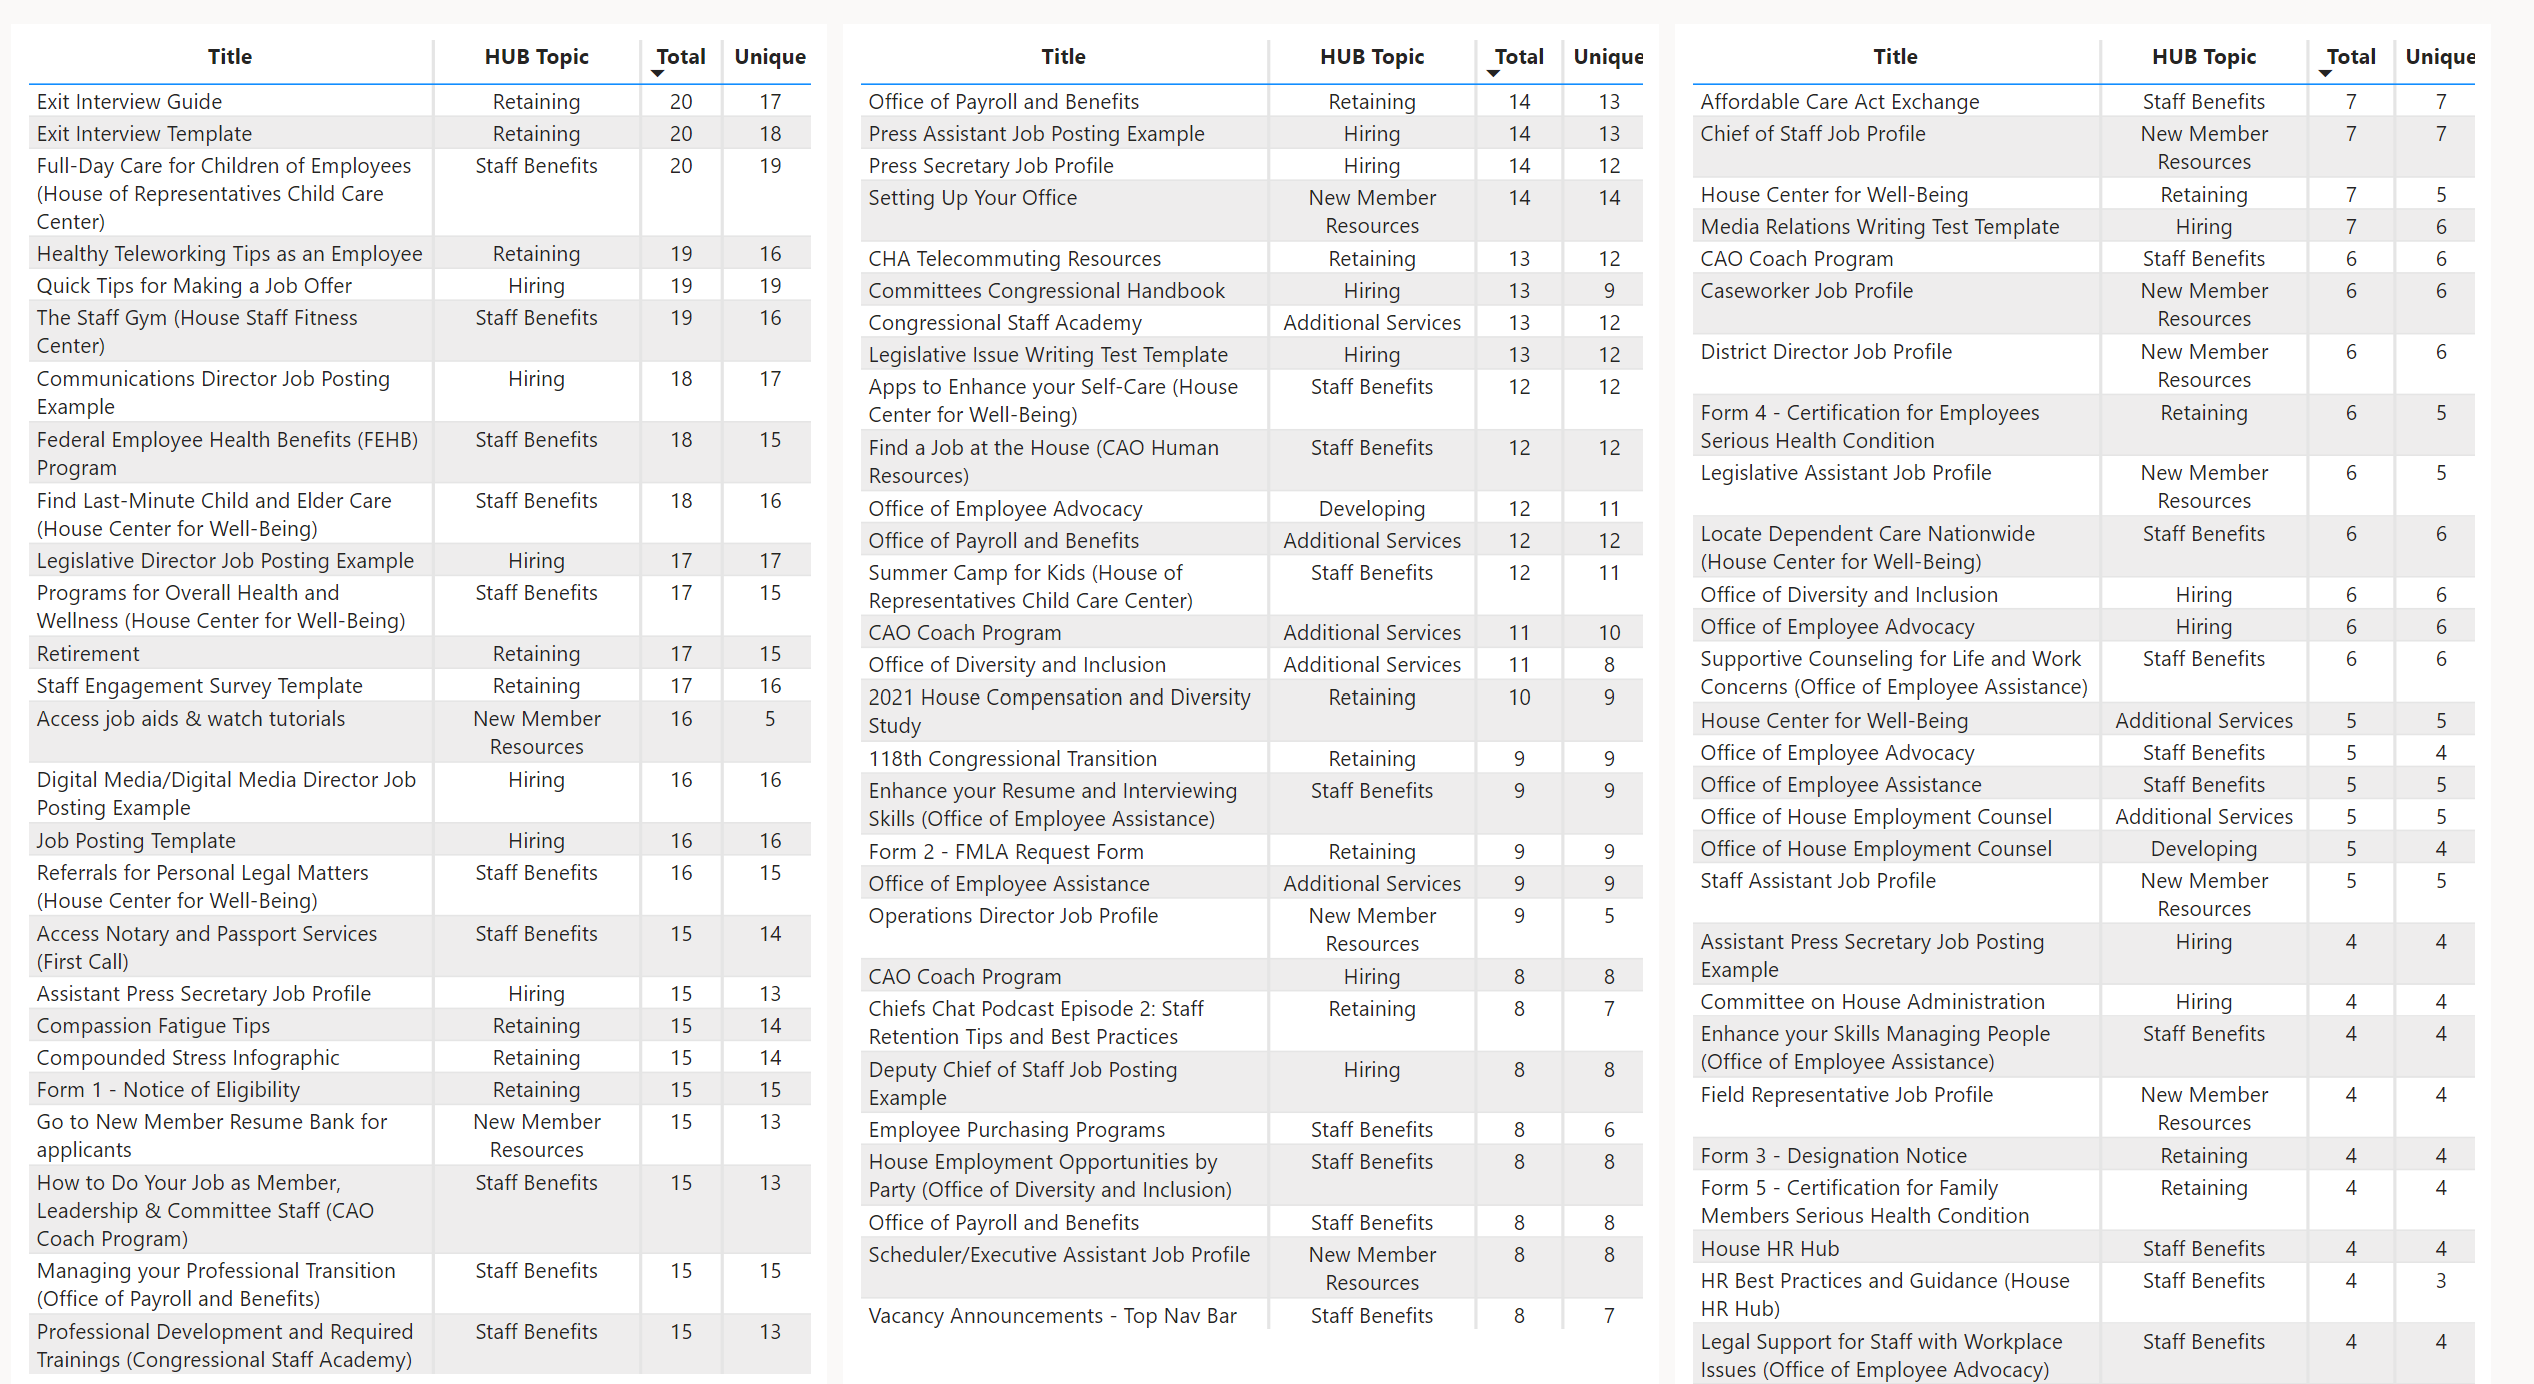 Title HUB Topic Total Unique
Exit Interview Guide Retaining 20 17
Exit Interview Template Retaining 20 18
Full-Day Care for Children of Employees Staff Benefits 20 19
(House of Representatives Child Care
Center)
Healthy Teleworking Tips as an Employee Retaining 19 16
Quick Tips for Making a Job Offer Hiring 19 19
The Staff Gym (House Staff Fitness Staff Benefits 19 16
Center)
Communications Director Job Posting Hiring 18 17
Example
Federal Employee Health Benefits (FEHB) Staff Benefits 18 15
Program
Find Last-Minute Child and Elder Care Staff Benefits 18 16
(House Center for Well-Being)
Legislative Director Job Posting Example Hiring 17 17
Programs for Overall Health and Staff Benefits 17 15
Wellness (House Center for Well-Being)
Retirement Retaining 17 15
Staff Engagement Survey Template Retaining 17 16
Access job aids & watch tutorials New Member 16 5
Resources
Digital Media/Digital Media Director Job Hiring 16 16
Posting Example
Job Posting Template Hiring 16 16
Referrals for Personal Legal Matters Staff Benefits 16 15
(House Center for Well-Being)
Access Notary and Passport Services Staff Benefits 15 14
(First Call)
Assistant Press Secretary Job Profile Hiring 15 13
Compassion Fatigue Tips Retaining 15 14
Compounded Stress Infographic Retaining 15 14
Form 1 - Notice of Eligibility Retaining 15 15
Go to New Member Resume Bank for New Member 15 13
applicants Resources
How to Do Your Job as Member, Staff Benefits 15 13
Leadership & Committee Staff (CAO
Coach Program)
Managing your Professional Transition Staff Benefits 15 15
(Office of Payroll and Benefits)
Professional Development and Required Staff Benefits 15 13
Trainings (Congressional Staff Academy)
Title HUB Topic Total Unique
Office of Payroll and Benefits Retaining 14 13
Press Assistant Job Posting Example Hiring 14 13
Press Secretary Job Profile Hiring 14 12
Setting Up Your Office New Member 14 14
Resources
CHA Telecommuting Resources Retaining 13 12
Committees Congressional Handbook Hiring 13 9
Congressional Staff Academy Additional Services 13 12
Legislative Issue Writing Test Template Hiring 13 12
Apps to Enhance your Self-Care (House Staff Benefits 12 12
Center for Well-Being)
Find a Job at the House (CAO Human Staff Benefits 12 12
Resources)
Office of Employee Advocacy Developing 12 11
Office of Payroll and Benefits Additional Services 12 12
Summer Camp for Kids (House of Staff Benefits 12 11
Representatives Child Care Center)
CAO Coach Program Additional Services 11 10
Office of Diversity and Inclusion Additional Services 11 8
2021 House Compensation and Diversity Retaining 10 9
Study
118th Congressional Transition Retaining 9 9
Enhance your Resume and Interviewing Staff Benefits 9 9
Skills (Office of Employee Assistance)
Form 2 - FMLA Request Form Retaining 9 9
Office of Employee Assistance Additional Services 9 9
Operations Director Job Profile New Member 9 5
Resources
CAO Coach Program Hiring 8 8
Chiefs Chat Podcast Episode 2: Staff Retaining 8 7
Retention Tips and Best Practices
Deputy Chief of Staff Job Posting Hiring 8 8
Example
Employee Purchasing Programs Staff Benefits 8 6
House Employment Opportunities by Staff Benefits 8 8
Party (Office of Diversity and Inclusion)
Office of Payroll and Benefits Staff Benefits 8 8
Scheduler/Executive Assistant Job Profile New Member 8 8
Resources
Vacancy Announcements - Top Nav Bar Staff Benefits 8 7
Title HUB Topic Total Unique
Affordable Care Act Exchange Staff Benefits 7 7
Chief of Staff Job Profile New Member 7 7
Resources
House Center for Well-Being Retaining 7 5
Media Relations Writing Test Template Hiring 7 6
CAO Coach Program Staff Benefits 6 6
Caseworker Job Profile New Member 6 6
Resources
District Director Job Profile New Member 6 6
Resources
Form 4 - Certification for Employees Retaining 6 5
Serious Health Condition
Legislative Assistant Job Profile New Member 6 5
Resources
Locate Dependent Care Nationwide Staff Benefits 6 6
(House Center for Well-Being)
Office of Diversity and Inclusion Hiring 6 6
Office of Employee Advocacy Hiring 6 6
Supportive Counseling for Life and Work Staff Benefits 6 6
Concerns (Office of Employee Assistance)
House Center for Well-Being Additional Services 5 5
Office of Employee Advocacy Staff Benefits 5 4
Office of Employee Assistance Staff Benefits 5 5
Office of House Employment Counsel Additional Services 5 5
Office of House Employment Counsel Developing 5 4
Staff Assistant Job Profile New Member 5 5
Resources
Assistant Press Secretary Job Posting Hiring 4 4
Example
Committee on House Administration Hiring 4 4
Enhance your Skills Managing People Staff Benefits 4 4
(Office of Employee Assistance)
Field Representative Job Profile New Member 4 4
Resources
Form 3 - Designation Notice Retaining 4 4
Form 5 - Certification for Family Retaining 4 4
Members Serious Health Condition
House HR Hub Staff Benefits 4 4
HR Best Practices and Guidance (House Staff Benefits 4 3
HR Hub)
Legal Support for Staff with Workplace Staff Benefits 4 4
Issues (Office of Employee Advocacy)